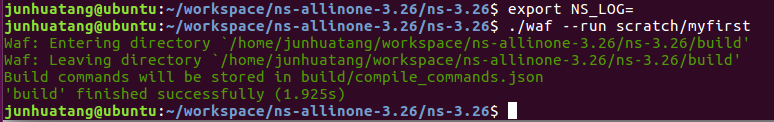 junhuatang@ubuntu:~/workspace/ns-allinone-3.26/ns-3.26$ export NS_LOG=
junhuatang@ubuntu:~/workspace/ns-allinone-3.26/ns-3.26$ ./waf --run scratch/myfirst
Waf: Entering directory `/home/junhuatang/workspace/ns-allinone-3.26/ns-3.26/build'
Waf: Leaving directory `/home/junhuatang/workspace/ns-allinone-3.26/ns-3.26/build'
Build commands will be stored in build/compile_commands.json
'build' finished successfully (1.925s)
junhuatang@ubuntu:~/workspace/ns-allinone-3.26/ns-3.26$